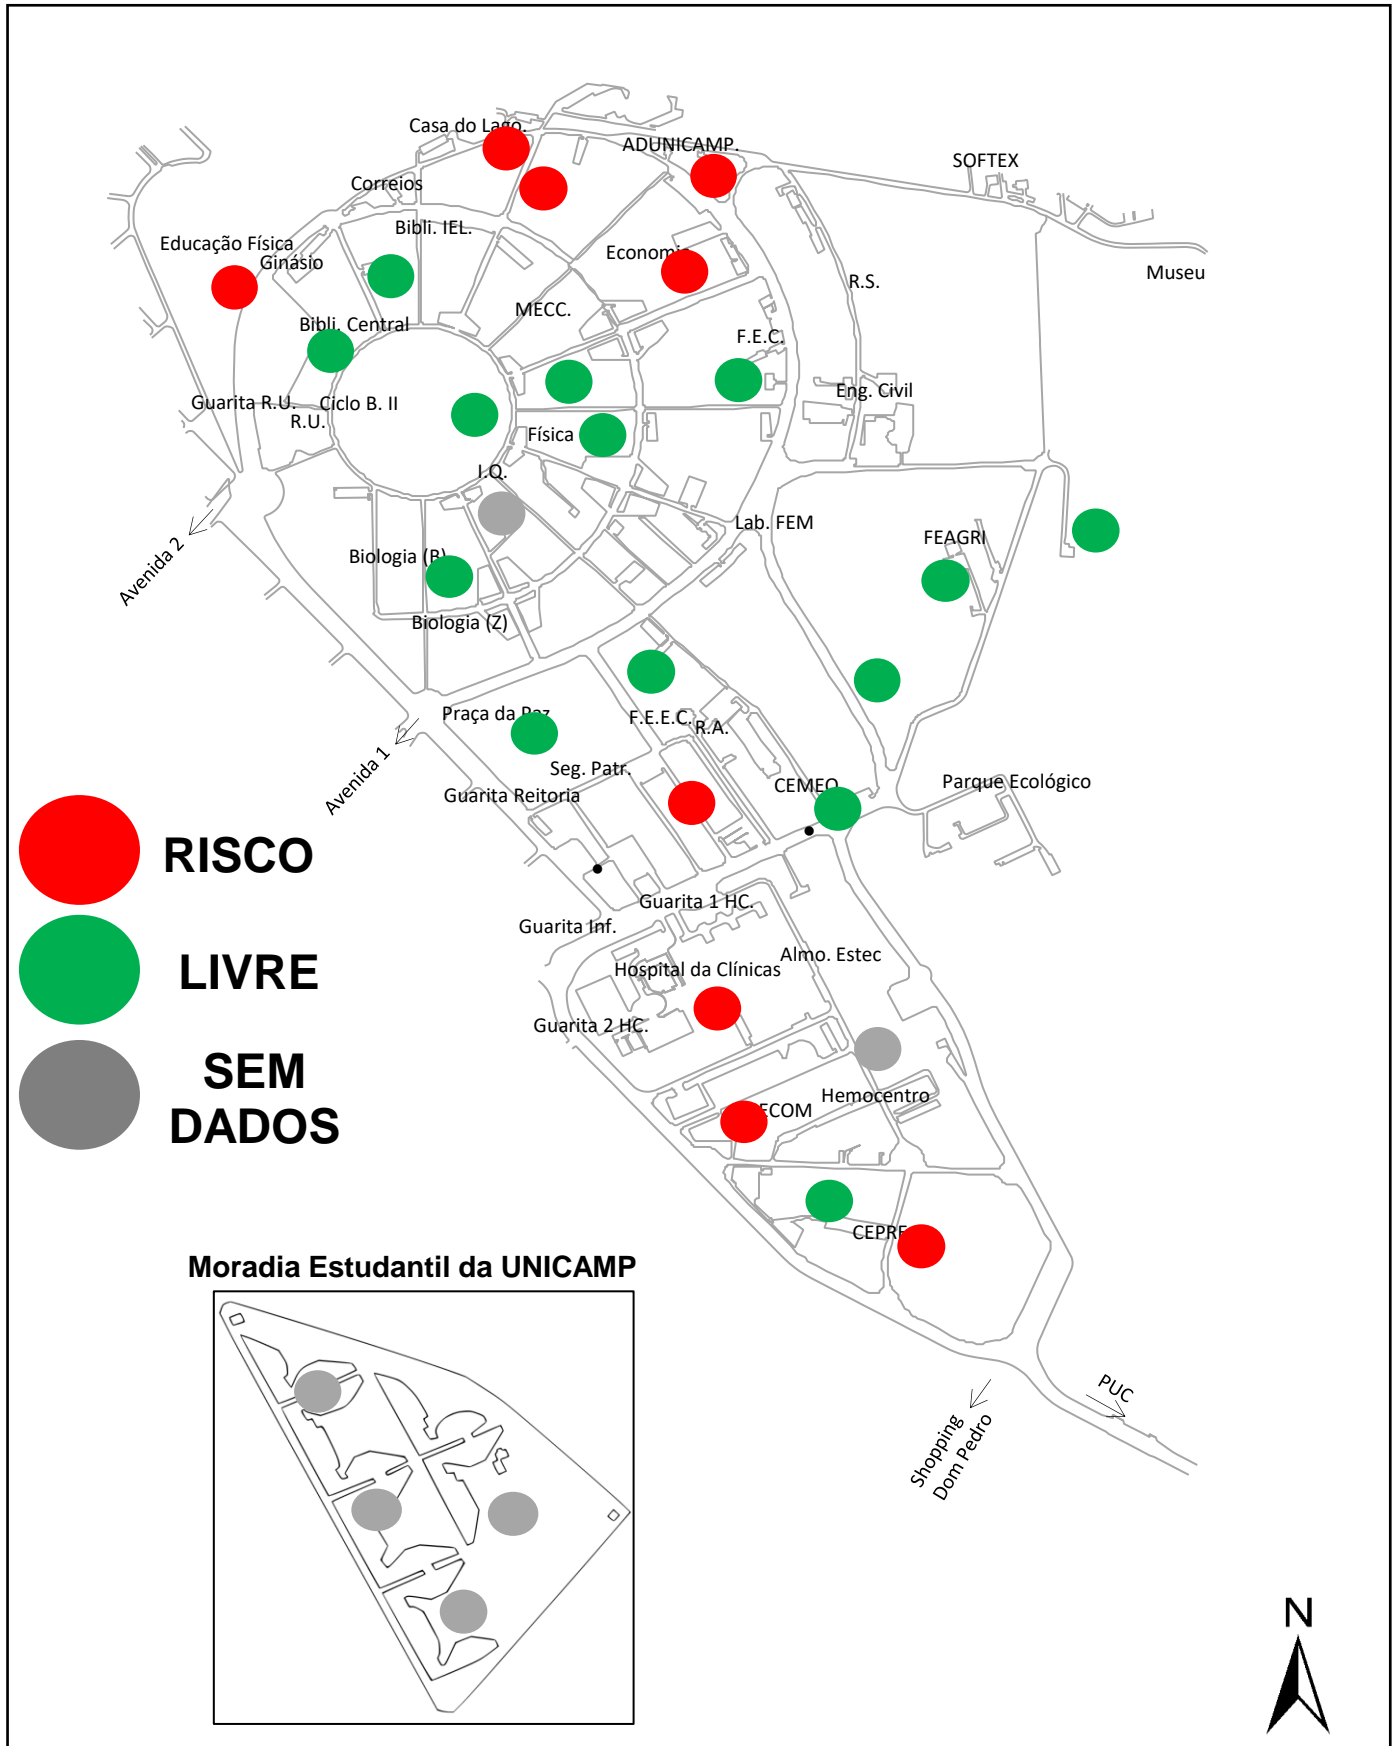 Casa do Lago.
ADUNICAMP.
SOFTEX
Correios
Bibli. IEL.
Educação Física
Ginásio
Economia
Museu
R.S.
MECC.
Bibli. Central
F.E.C.
Eng. Civil
Guarita R.U.
Ciclo B. II
R.U.
Física
I.Q.
Lab. FEM
FEAGRI
Avenida 2
Biologia (B)
Biologia (Z)
Praça da Paz
F.E.E.C.
R.A.
Avenida 1
Seg. Patr.
Guarita Reitoria
CEMEQ
Parque Ecológico
RISCO
Guarita 1 HC.
Guarita Inf.
Almo. Estec
LIVRE
Hospital da Clínicas
Guarita 2 HC.
SEM
DADOS
Hemocentro
ECOM
CEPRE
Moradia Estudantil da UNICAMP
PUC
Shopping
Dom Pedro
N